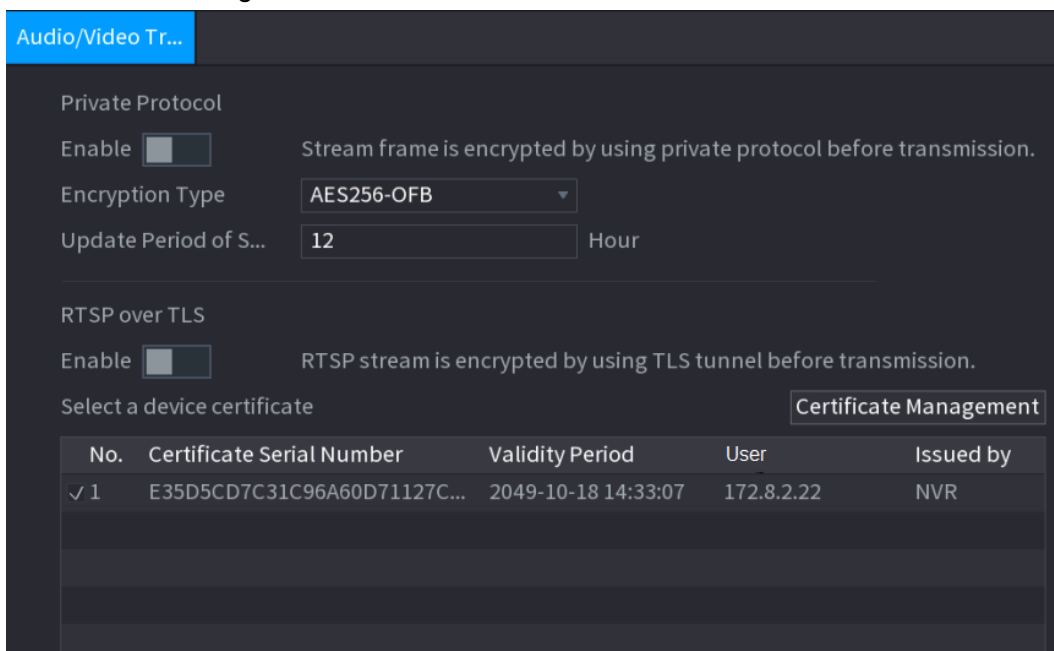 Audio/Video Tr...
Private Protocol
Enable Stream frame is encrypted by using private protocol before transmission.
Encryption Type AES256-OFB
Update Period of S... 12 Hour
RTSP over TLS
Enable RTSP stream is encrypted by using TLS tunnel before transmission.
Select a device certificate Certificate Management
No. Certificate Serial Number Validity Period User Issued by
1 E35D5CD7C31C96A60D71127C... 2049-10-18 14:33:07 172.8.2.22 NVR